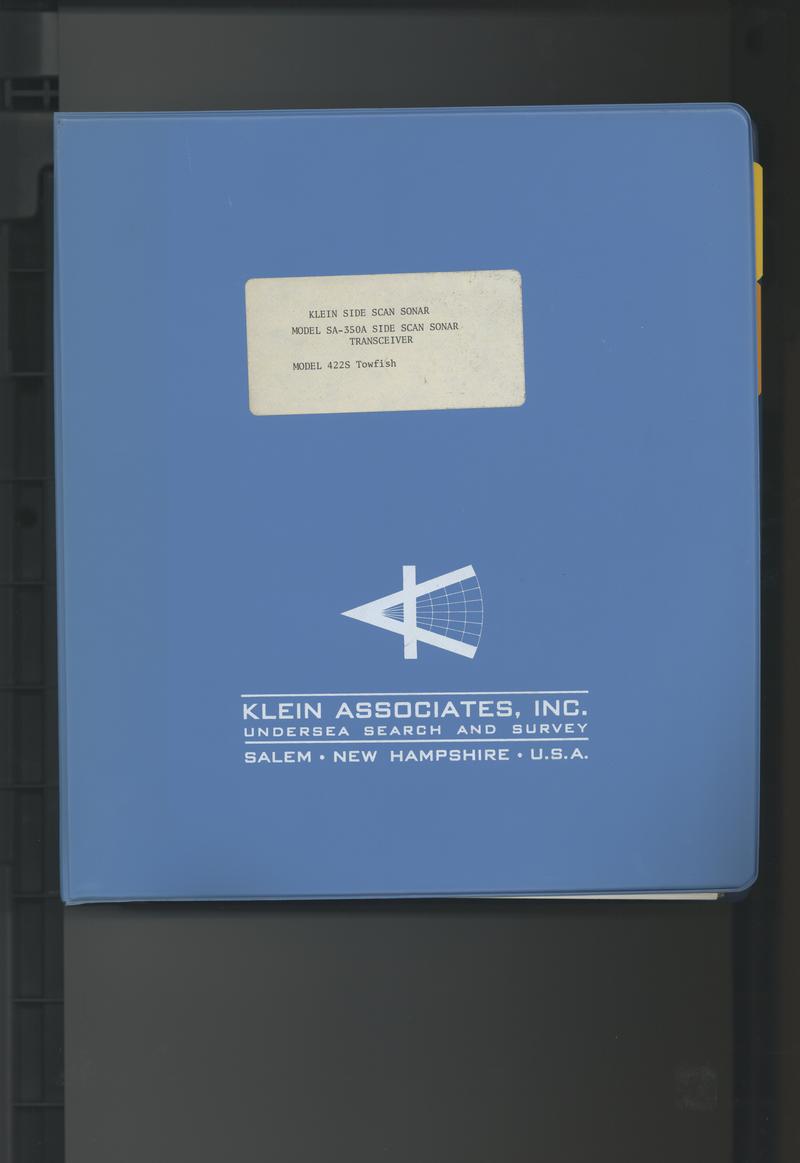 KLEIN SIDE SCAN SONAR
MODEL SA-350A SIDE SCAN SONAR
TRANSCEIVER
MODEL 422S Towfish
KLEIN ASSOCIATES, INC.
UNDERSEA SEARCH AND SURVEY
SALEM • NEW HAMPSHIRE • U.S.A.